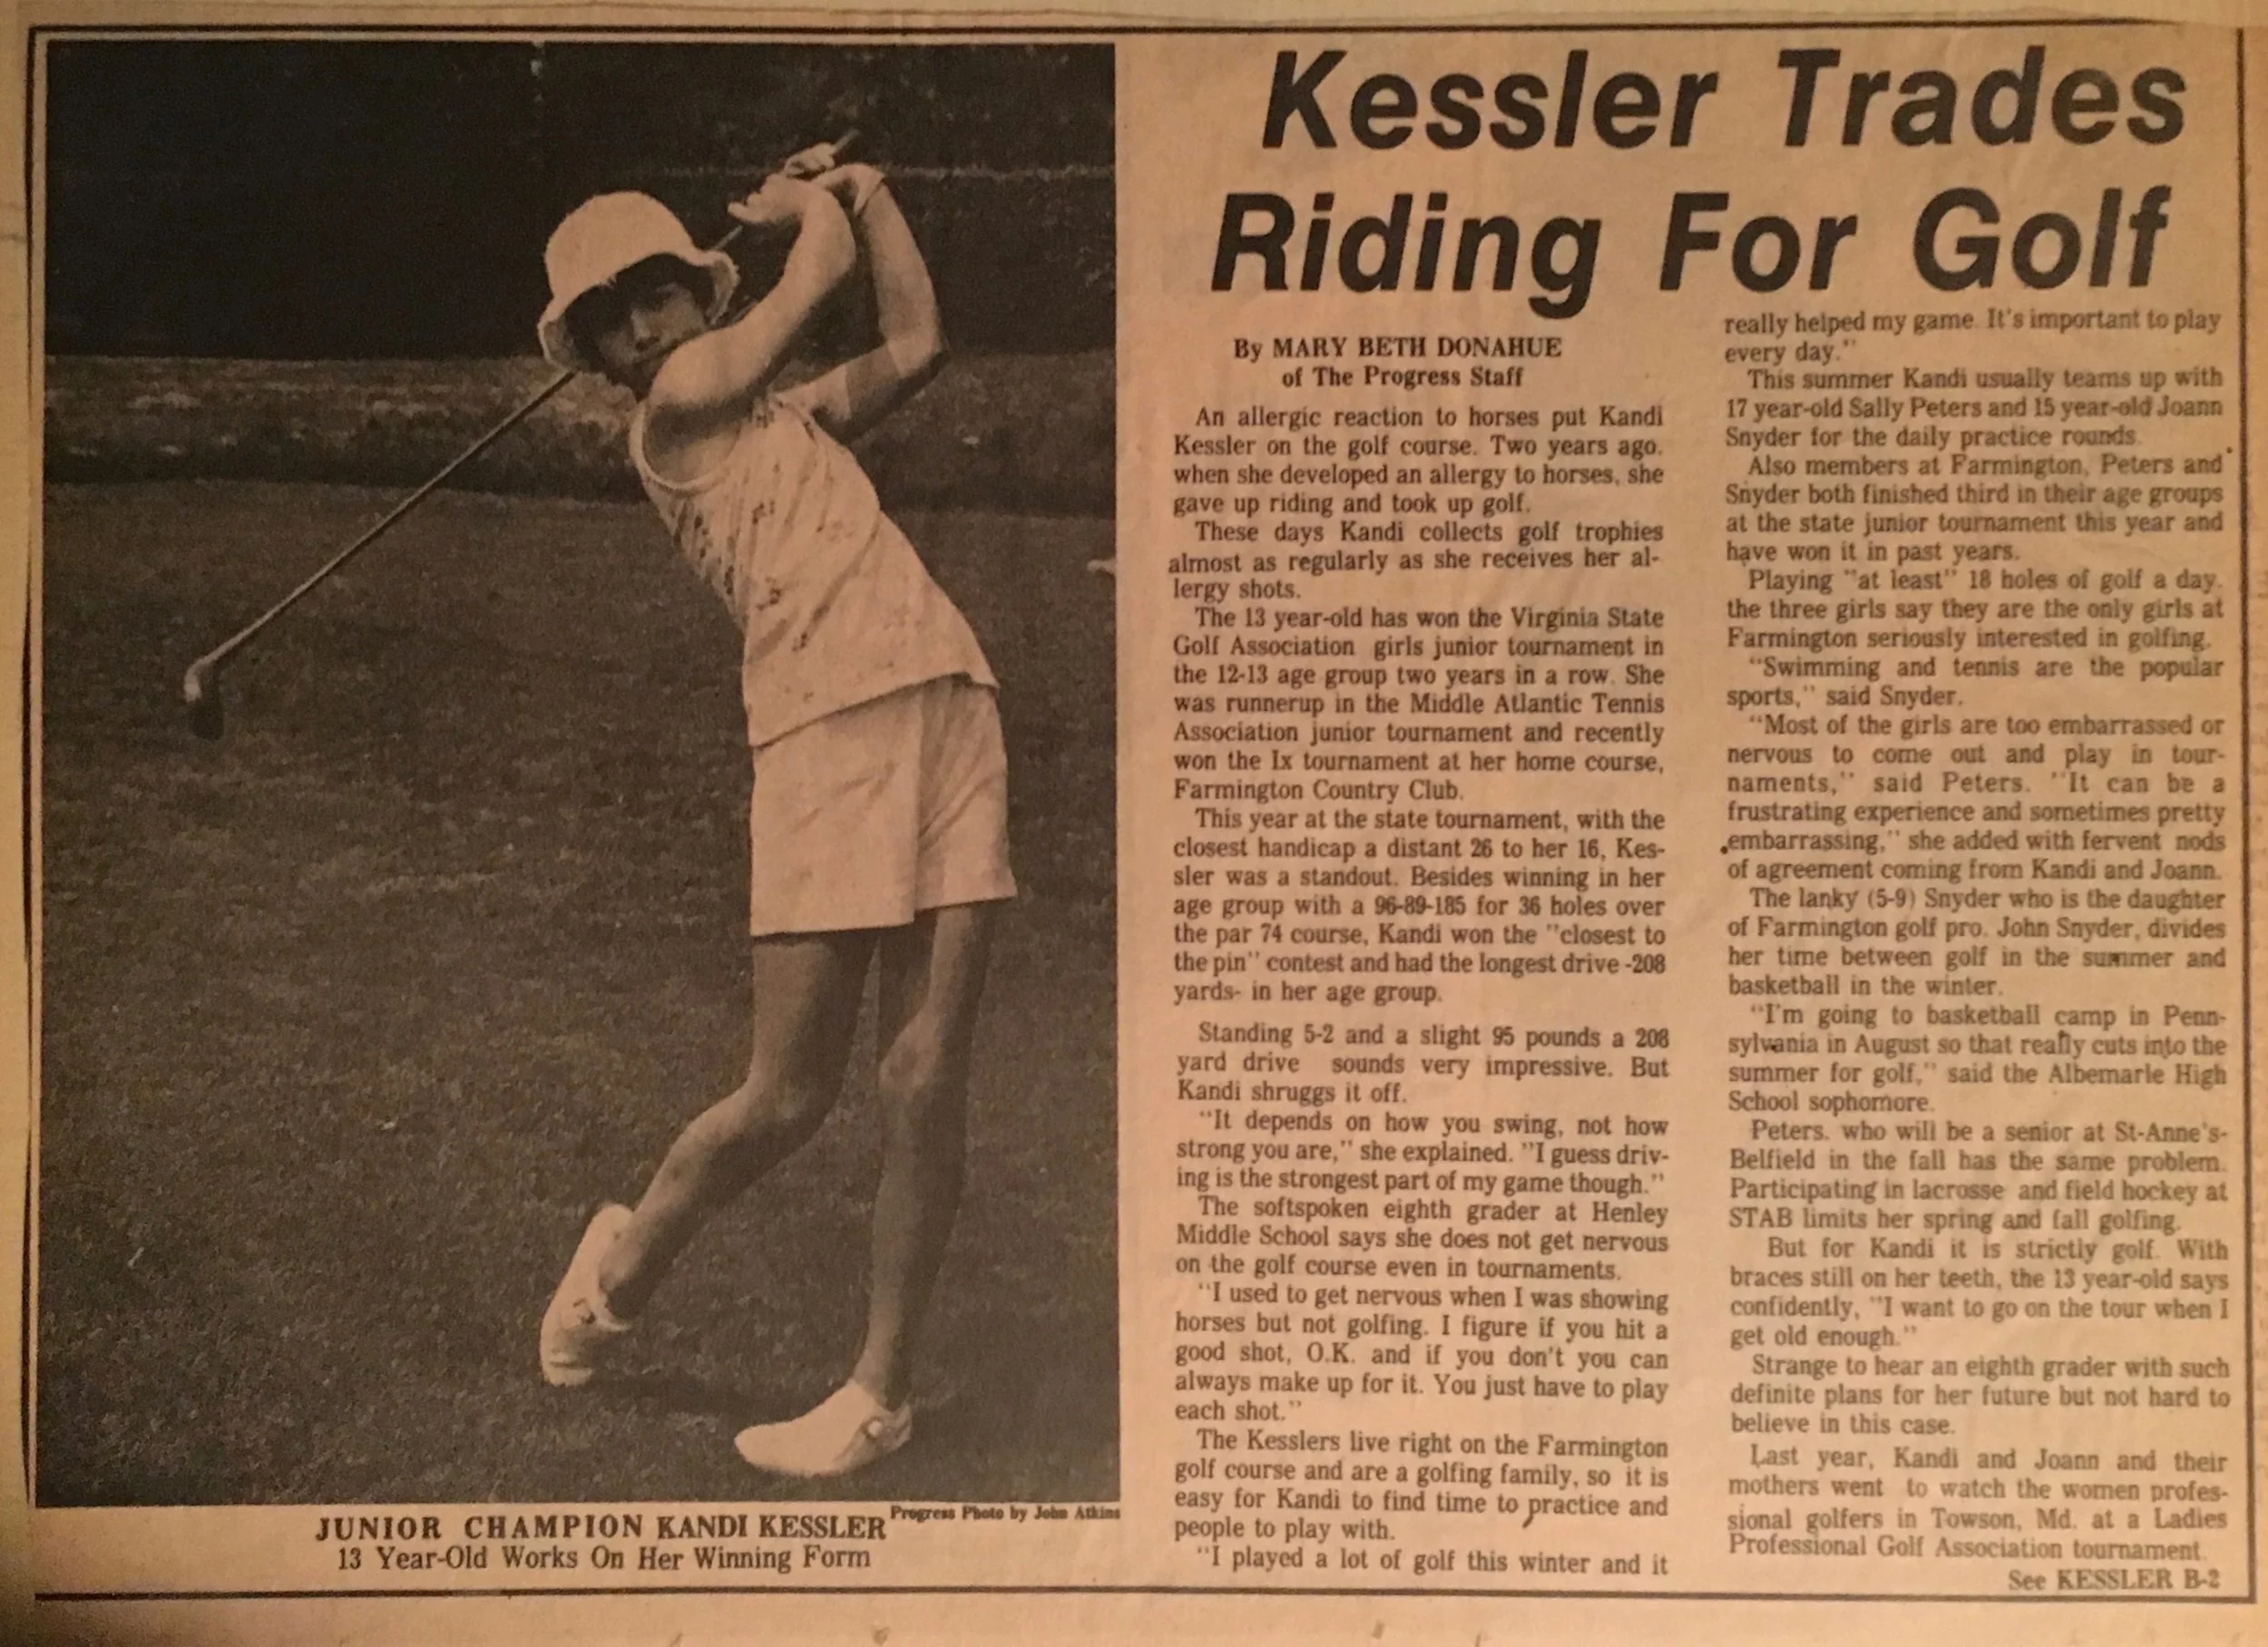 Kessler Trades
Riding For Golf
By MARY BETH DONAHUE
of The Progress Staff
An allergic reaction to horses put Kandi
Kessler on the golf course. Two years ago,
when she developed an allergy to horses, she
gave up riding and took up golf.
These days Kandi collects golf trophies
almost as regularly as she receives her al-
lergy shots.
The 13 year-old has won the Virginia State
Golf Association girls junior tournament in
the 12-13 age group two years in a row. She
was runnerup in the Middle Atlantic Tennis
Association junior tournament and recently
won the Ix tournament at her home course,
Farmington Country Club.
This year at the state tournament, with the
closest handicap a distant 26 to her 16, Kes-
sler was a standout. Besides winning in her
age group with a 96-89-185 for 36 holes over
the par 74 course, Kandi won the "closest to
the pin" contest and had the longest drive -208
yards- in her age group.
Standing 5-2 and a slight 95 pounds a 208
yard drive sounds very impressive. But
Kandi shruggs it off.
"It depends on how you swing, not how
strong you are," she explained. "I guess driv-
ing is the strongest part of my game though."
The softspoken eighth grader at Henley
Middle School says she does not get nervous
on the golf course even in tournaments.
"I used to get nervous when I was showing
horses but not golfing. I figure if you hit a
good shot, O.K. and if you don't you can
always make up for it. You just have to play
each shot."
The Kesslers live right on the Farmington
golf course and are a golfing family, so it is
easy for Kandi to find time to practice and
people to play with.
"I played a lot of golf this winter and it
really helped my game. It's important to play
every day."
This summer Kandi usually teams up with
17 year-old Sally Peters and 15 year-old Joann
Snyder for the daily practice rounds.
Also members at Farmington, Peters and
Snyder both finished third in their age groups
at the state junior tournament this year and
have won it in past years.
Playing "at least" 18 holes of golf a day,
the three girls say they are the only girls at
Farmington seriously interested in golfing.
"Swimming and tennis are the popular
sports," said Snyder.
"Most of the girls are too embarrassed or
nervous to come out and play in tour-
naments," said Peters. "It can be a
frustrating experience and sometimes pretty
embarrassing," she added with fervent nods
of agreement coming from Kandi and Joann.
The lanky (5-9) Snyder who is the daughter
of Farmington golf pro, John Snyder, divides
her time between golf in the summer and
basketball in the winter.
"I'm going to basketball camp in Penn-
sylvania in August so that really cuts into the
summer for golf," said the Albemarle High
School sophomore.
Peters, who will be a senior at St-Anne's-
Belfield in the fall has the same problem.
Participating in lacrosse and field hockey at
STAB limits her spring and fall golfing.
But for Kandi it is strictly golf. With
braces still on her teeth, the 13 year-old says
confidently, "I want to go on the tour when I
get old enough."
Strange to hear an eighth grader with such
definite plans for her future but not hard to
believe in this case.
Last year, Kandi and Joann and their
mothers went to watch the women profes-
sional golfers in Towson, Md. at a Ladies
Professional Golf Association tournament.
See KESSLER B-2
Progress Photo by John Atkins
JUNIOR CHAMPION KANDI KESSLER
13 Year-Old Works On Her Winning Form